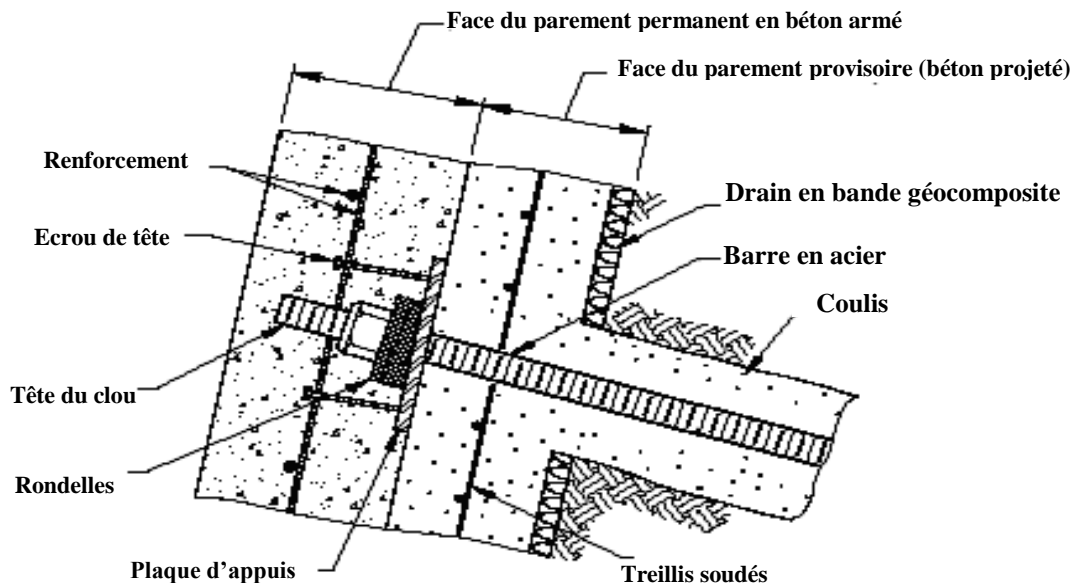 Face du parement permanent en béton armé
Face du parement provisoire (béton projeté)
Renforcement
Drain en bande géocomposite
Ecrou de tête
Barre en acier
Coulis
Tête du clou
Rondelles
Plaque d’appuis
Treillis soudés